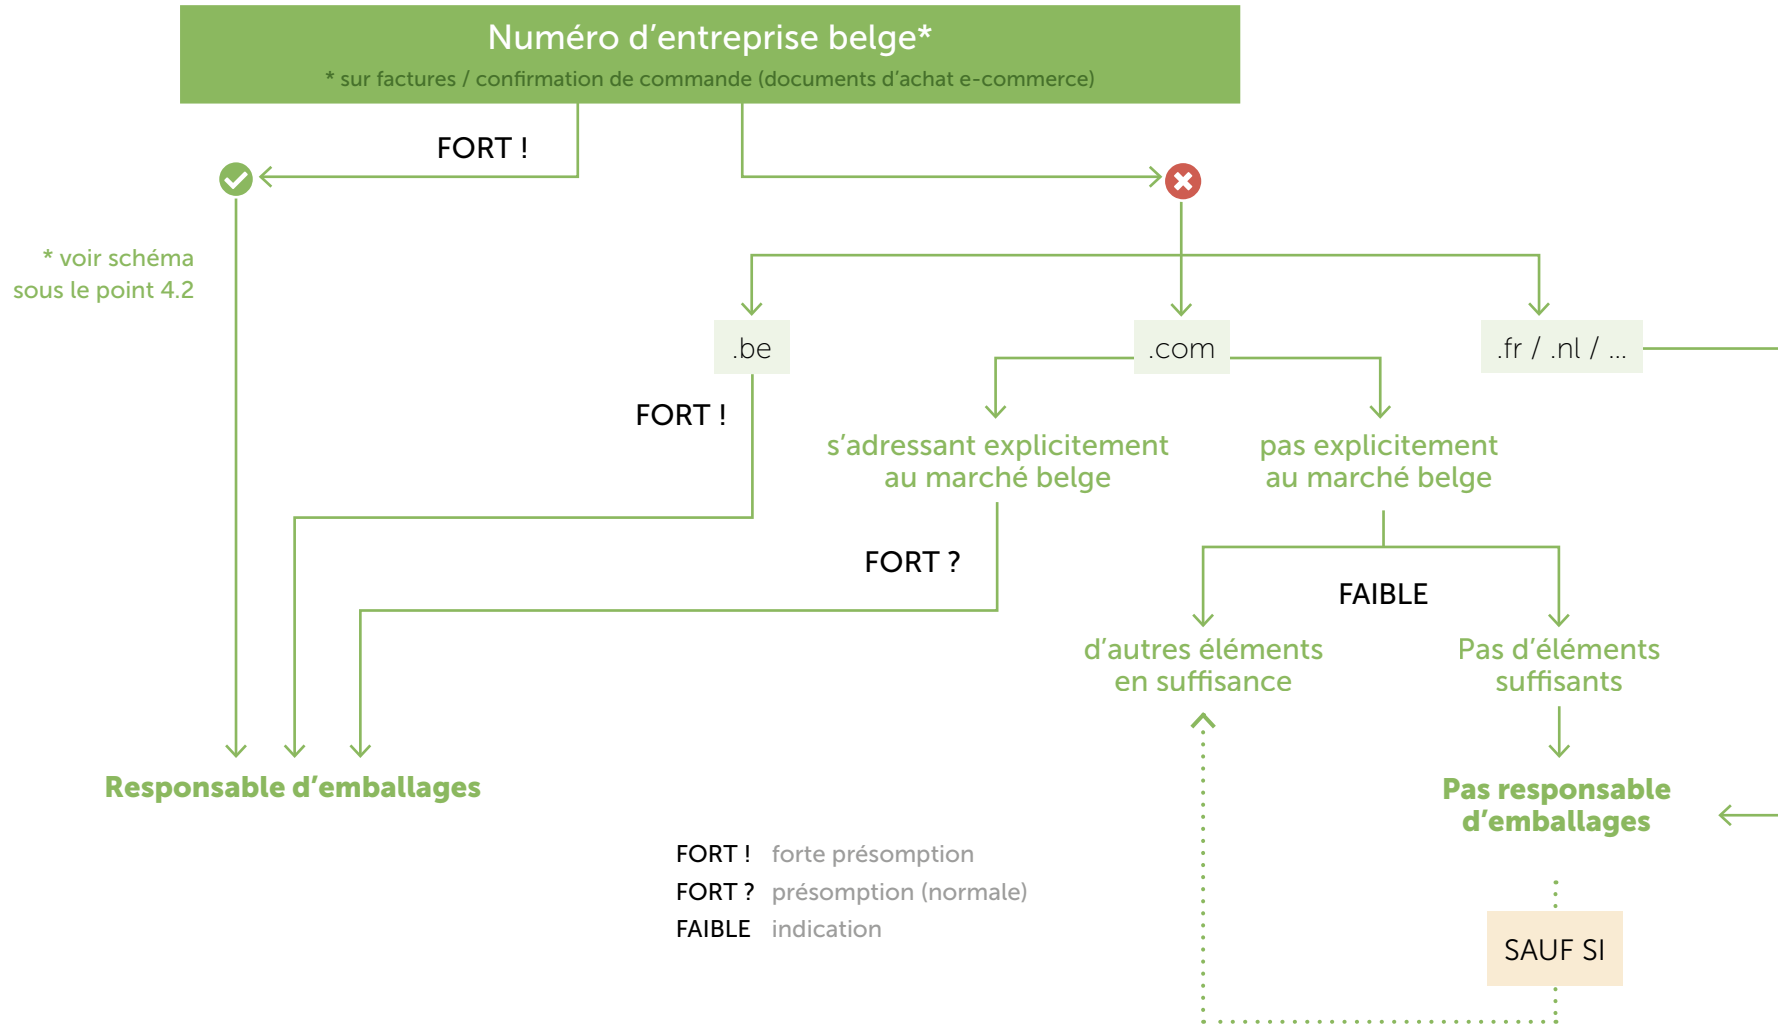 Numéro d'entreprise belge*
* sur factures / confirmation de commande (documents d'achat e-commerce)
FORT !
* voir schéma
sous le point 4.2
.be
.com
.fr / .nl / ...
FORT !
s'adressant explicitement
au marché belge
pas explicitement
au marché belge
FORT ?
FAIBLE
d'autres éléments
en suffisance
Pas d'éléments
suffisants
Responsable d'emballages
Pas responsable
d'emballages
FORT ! forte présomption
FORT ? présomption (normale)
FAIBLE indication
SAUF SI